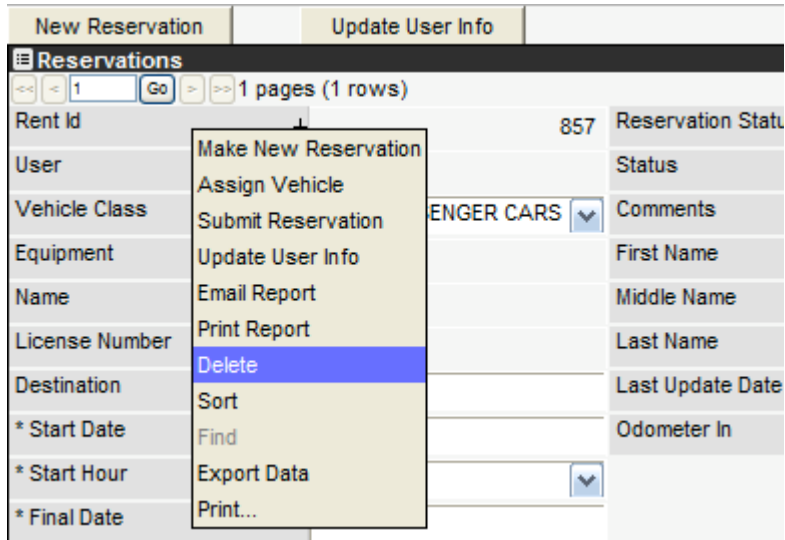 New Reservation Update User Info
Reservations
<< < 1 Go > >> 1 pages (1 rows)
Rent Id 857 Reservation Statu
User Status
Vehicle Class ENGER CARS Comments
Equipment First Name
Name Middle Name
License Number Last Name
Destination Last Update Date
* Start Date Odometer In
* Start Hour
* Final Date
Make New Reservation
Assign Vehicle
Submit Reservation
Update User Info
Email Report
Print Report
Delete
Sort
Find
Export Data
Print...